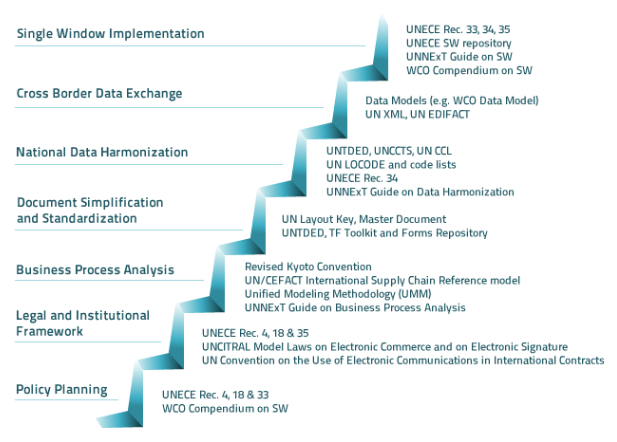 Single Window Implementation
UNECE Rec. 33, 34, 35
UNECE SW repository
UNNExT Guide on SW
WCO Compendium on SW
Cross Border Data Exchange
Data Models (e.g. WCO Data Model)
UN XML, UN EDIFACT
National Data Harmonization
UNTDED, UNCCTS, UN CCL
UN LOCODE and code lists
UNECE Rec. 34
UNNExT Guide on Data Harmonization
Document Simplification
and Standardization
UN Layout Key, Master Document
UNTDED, TF Toolkit and Forms Repository
Business Process Analysis
Revised Kyoto Convention
UN/CEFACT International Supply Chain Reference model
Unified Modeling Methodology (UMM)
UNNExT Guide on Business Process Analysis
Legal and Institutional
Framework
UNECE Rec. 4, 18 & 35
UNCITRAL Model Laws on Electronic Commerce and on Electronic Signature
UN Convention on the Use of Electronic Communications in International Contracts
Policy Planning
UNECE Rec. 4, 18 & 33
WCO Compendium on SW